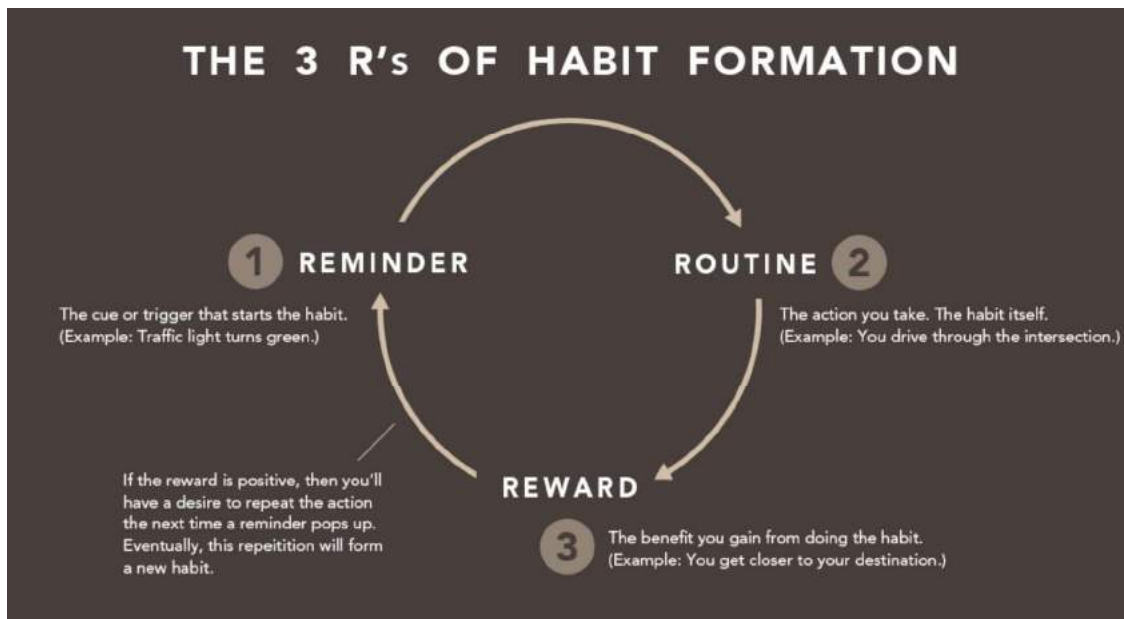 THE 3 R's OF HABIT FORMATION
1 REMINDER
The cue or trigger that starts the habit.
(Example: Traffic light turns green.)
ROUTINE 2
The action you take. The habit itself.
(Example: You drive through the intersection.)
REWARD
3
The benefit you gain from doing the habit.
(Example: You get closer to your destination.)
If the reward is positive, then you'll
have a desire to repeat the action
the next time a reminder pops up.
Eventually, this repeitition will form
a new habit.